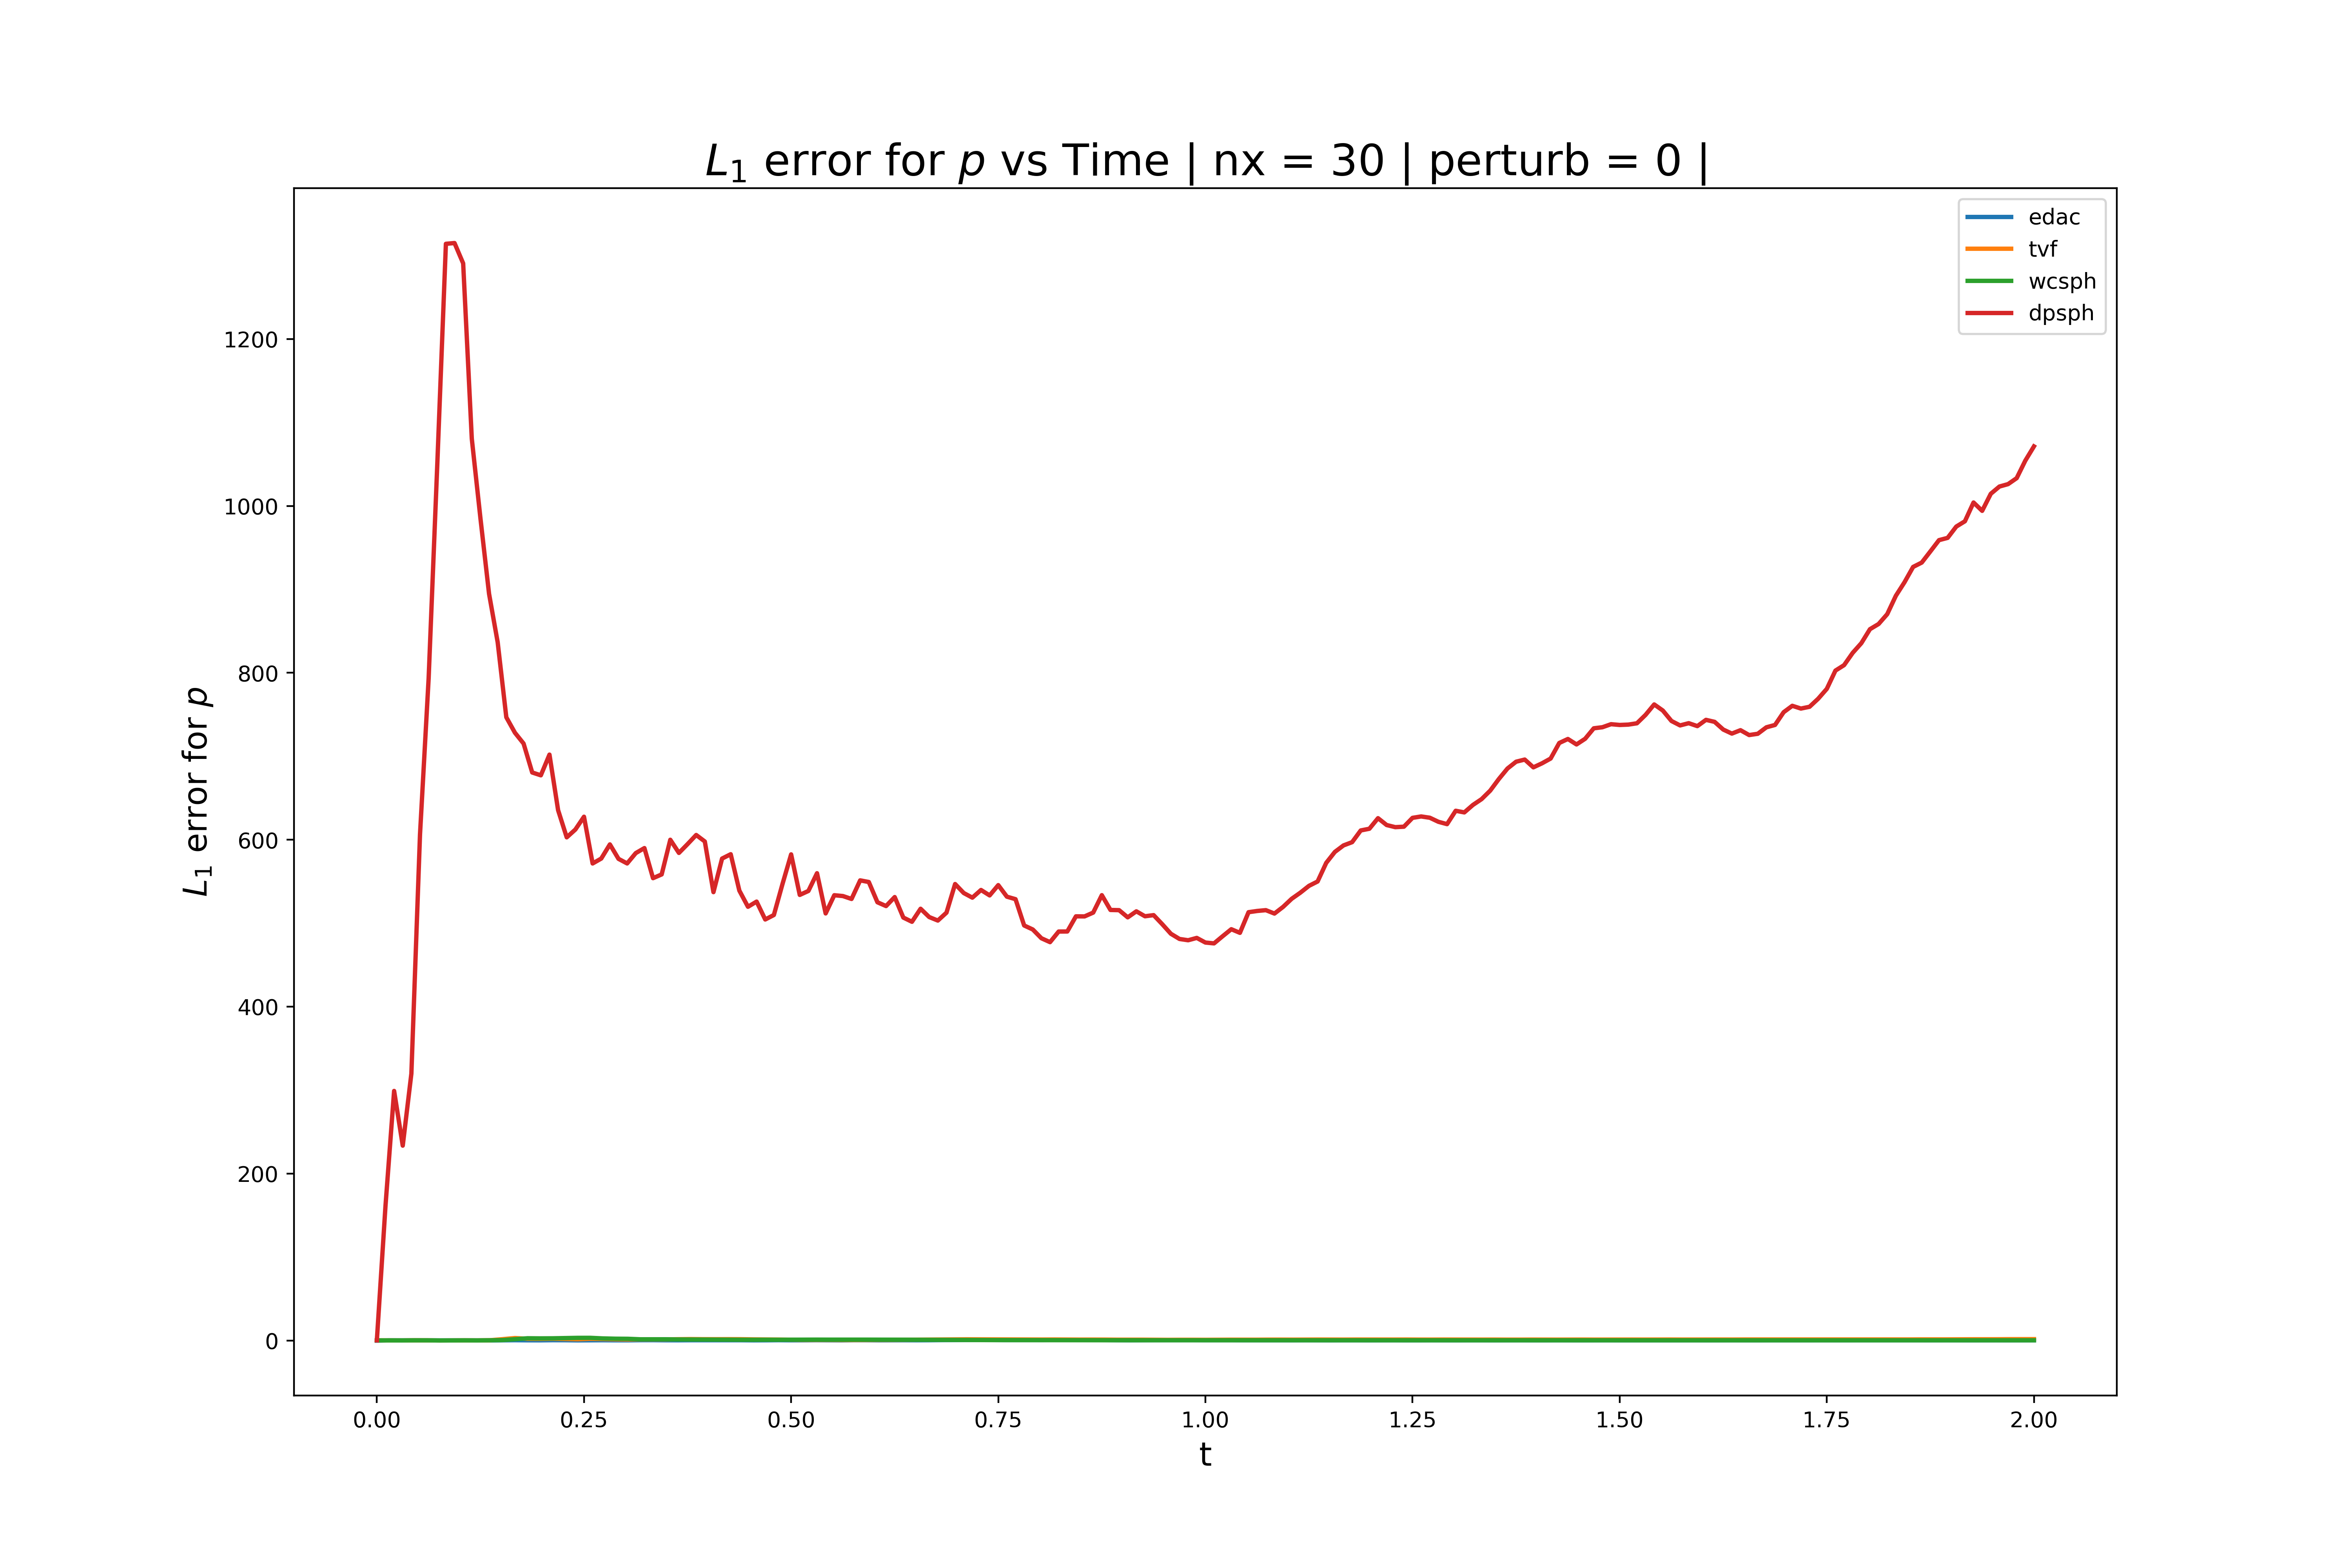 L₁ error for p vs Time | nx = 30 | perturb = 0 |
edac
tvf
wcsph
dpsph
L₁ error for p
1200
1000
800
600
400
200
0
0.00 0.25 0.50 0.75 1.00 1.25 1.50 1.75 2.00
t